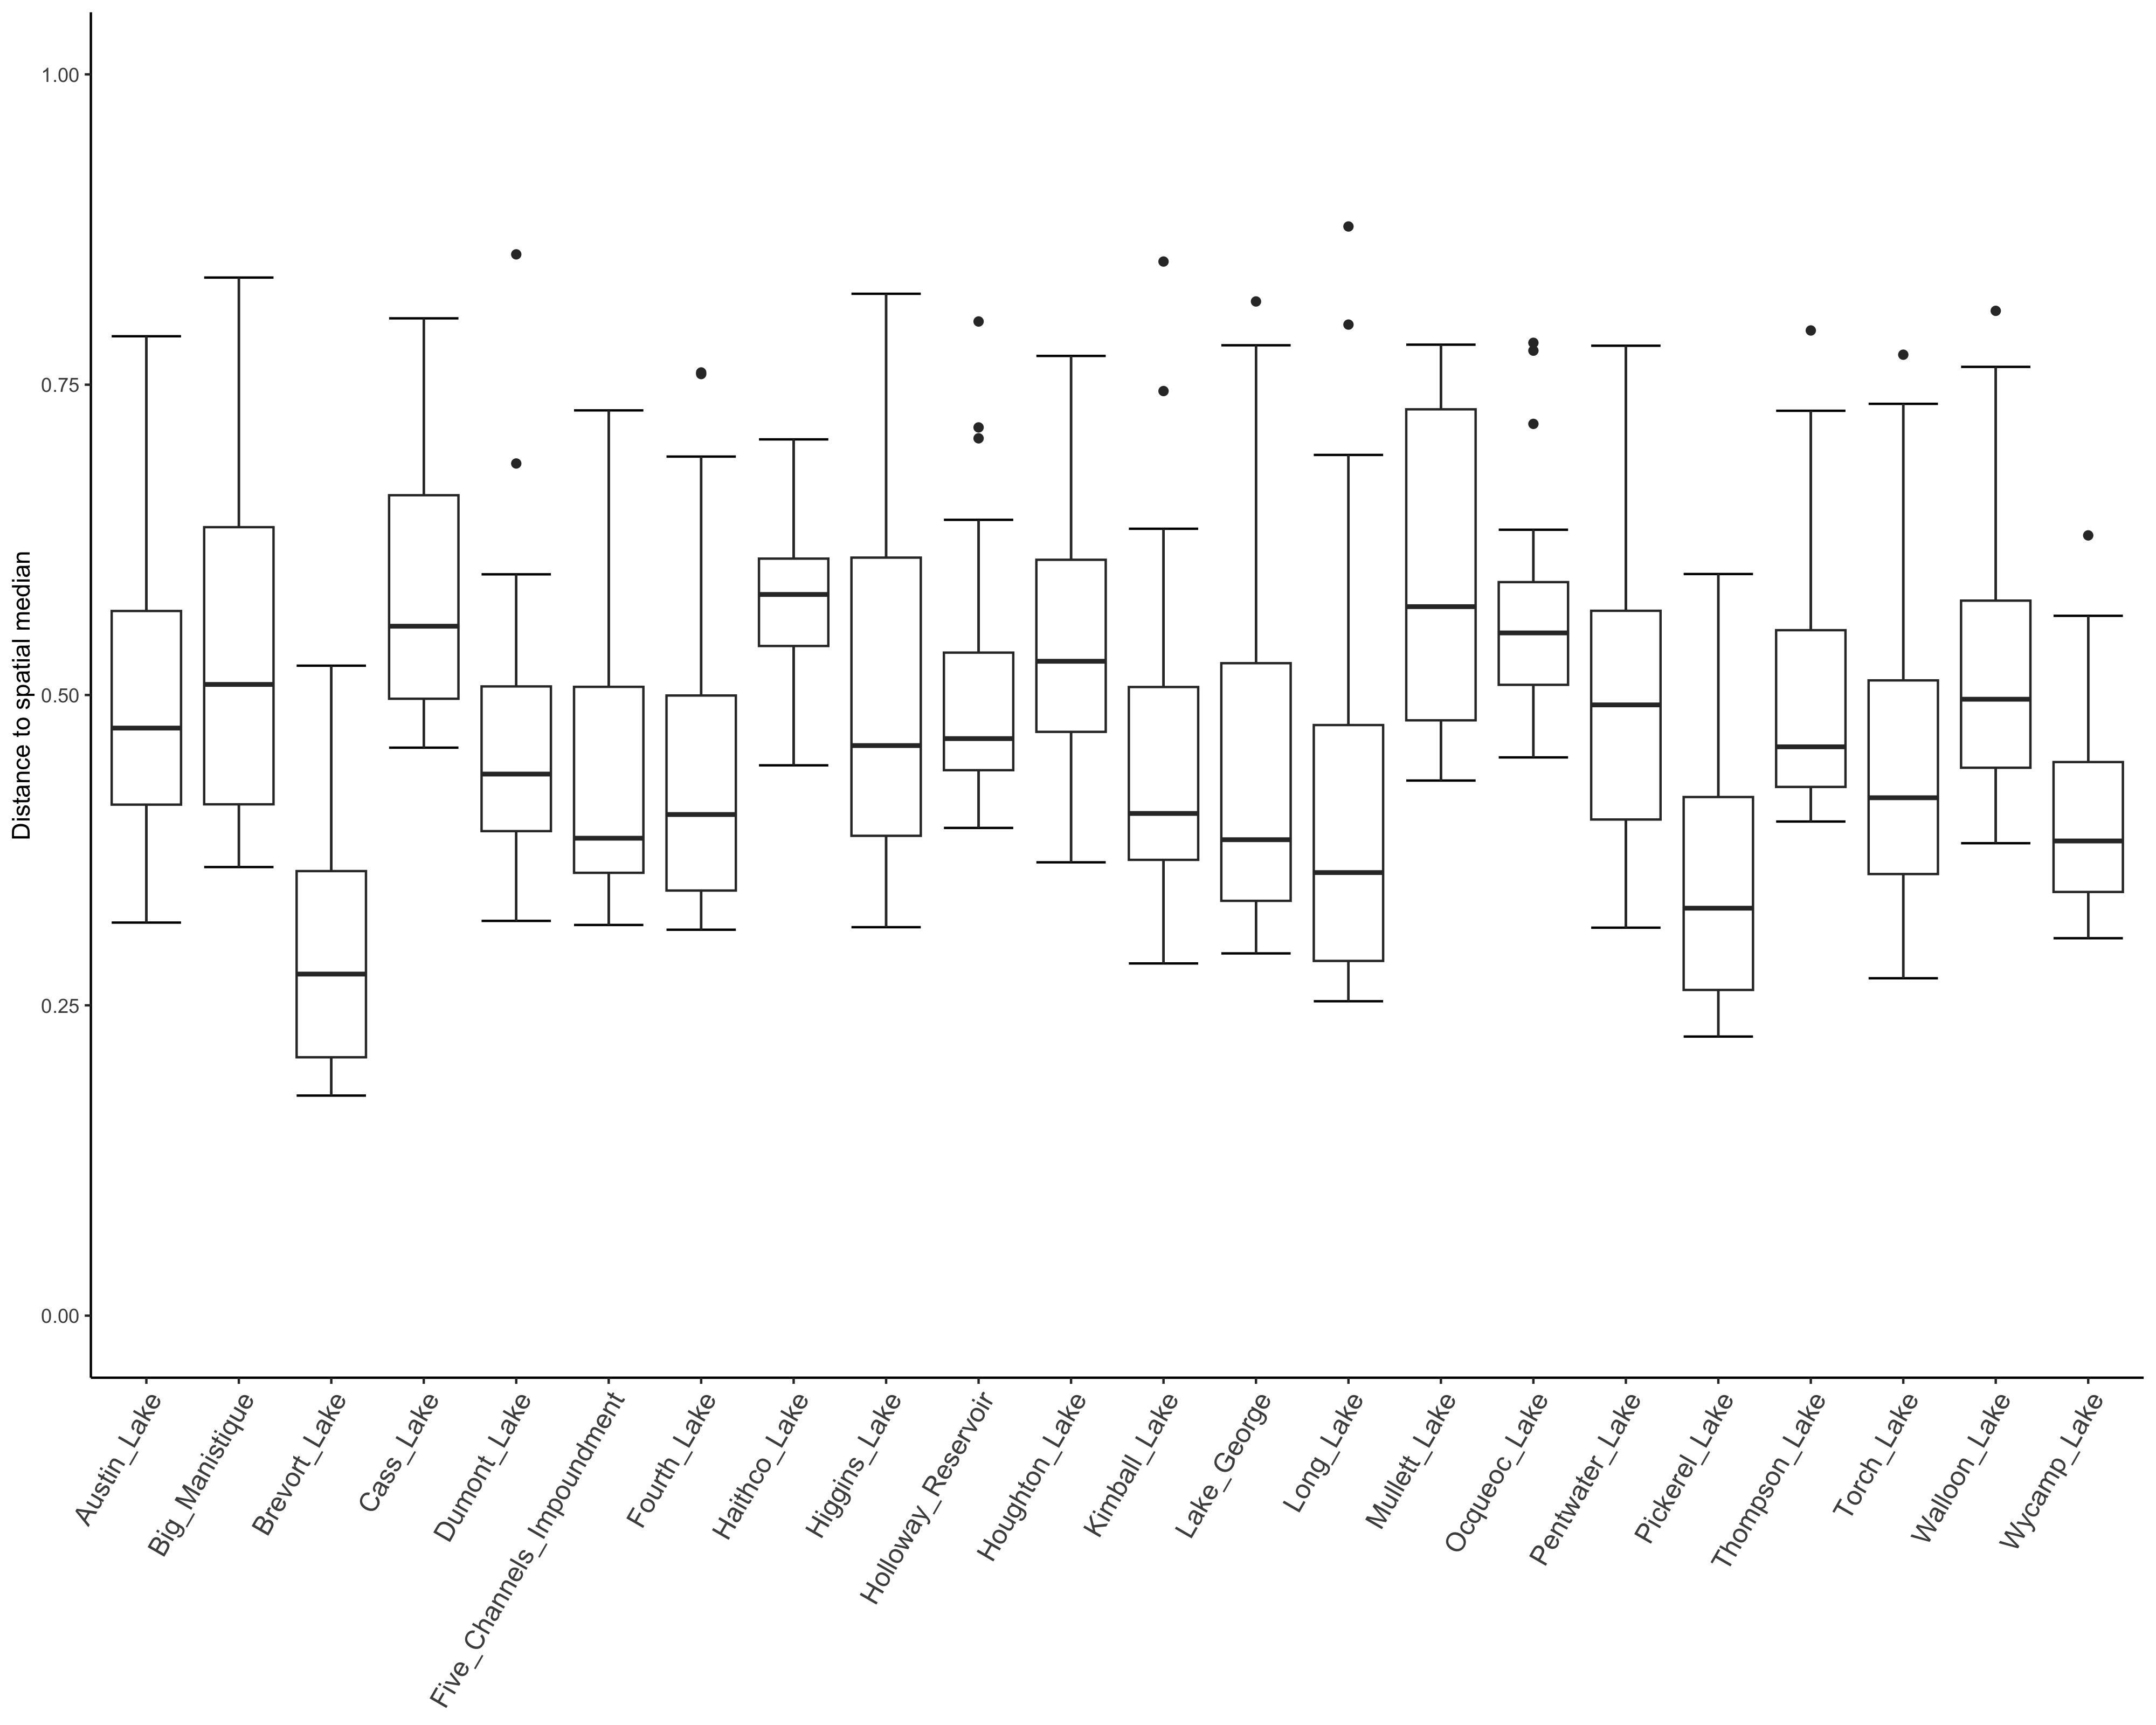 Distance to spatial median
1.00
0.75
0.50
0.25
0.00
Austin_Lake
Big_Manistique
Brevort_Lake
Cass_Lake
Dumont_Lake
Five_Channels_Impoundment
Fourth_Lake
Haithco_Lake
Higgins_Lake
Holloway_Reservoir
Houghton_Lake
Kimball_Lake
Lake_George
Long_Lake
Mullett_Lake
Ocqueoc_Lake
Pentwater_Lake
Pickerel_Lake
Thompson_Lake
Torch_Lake
Walloon_Lake
Wycamp_Lake